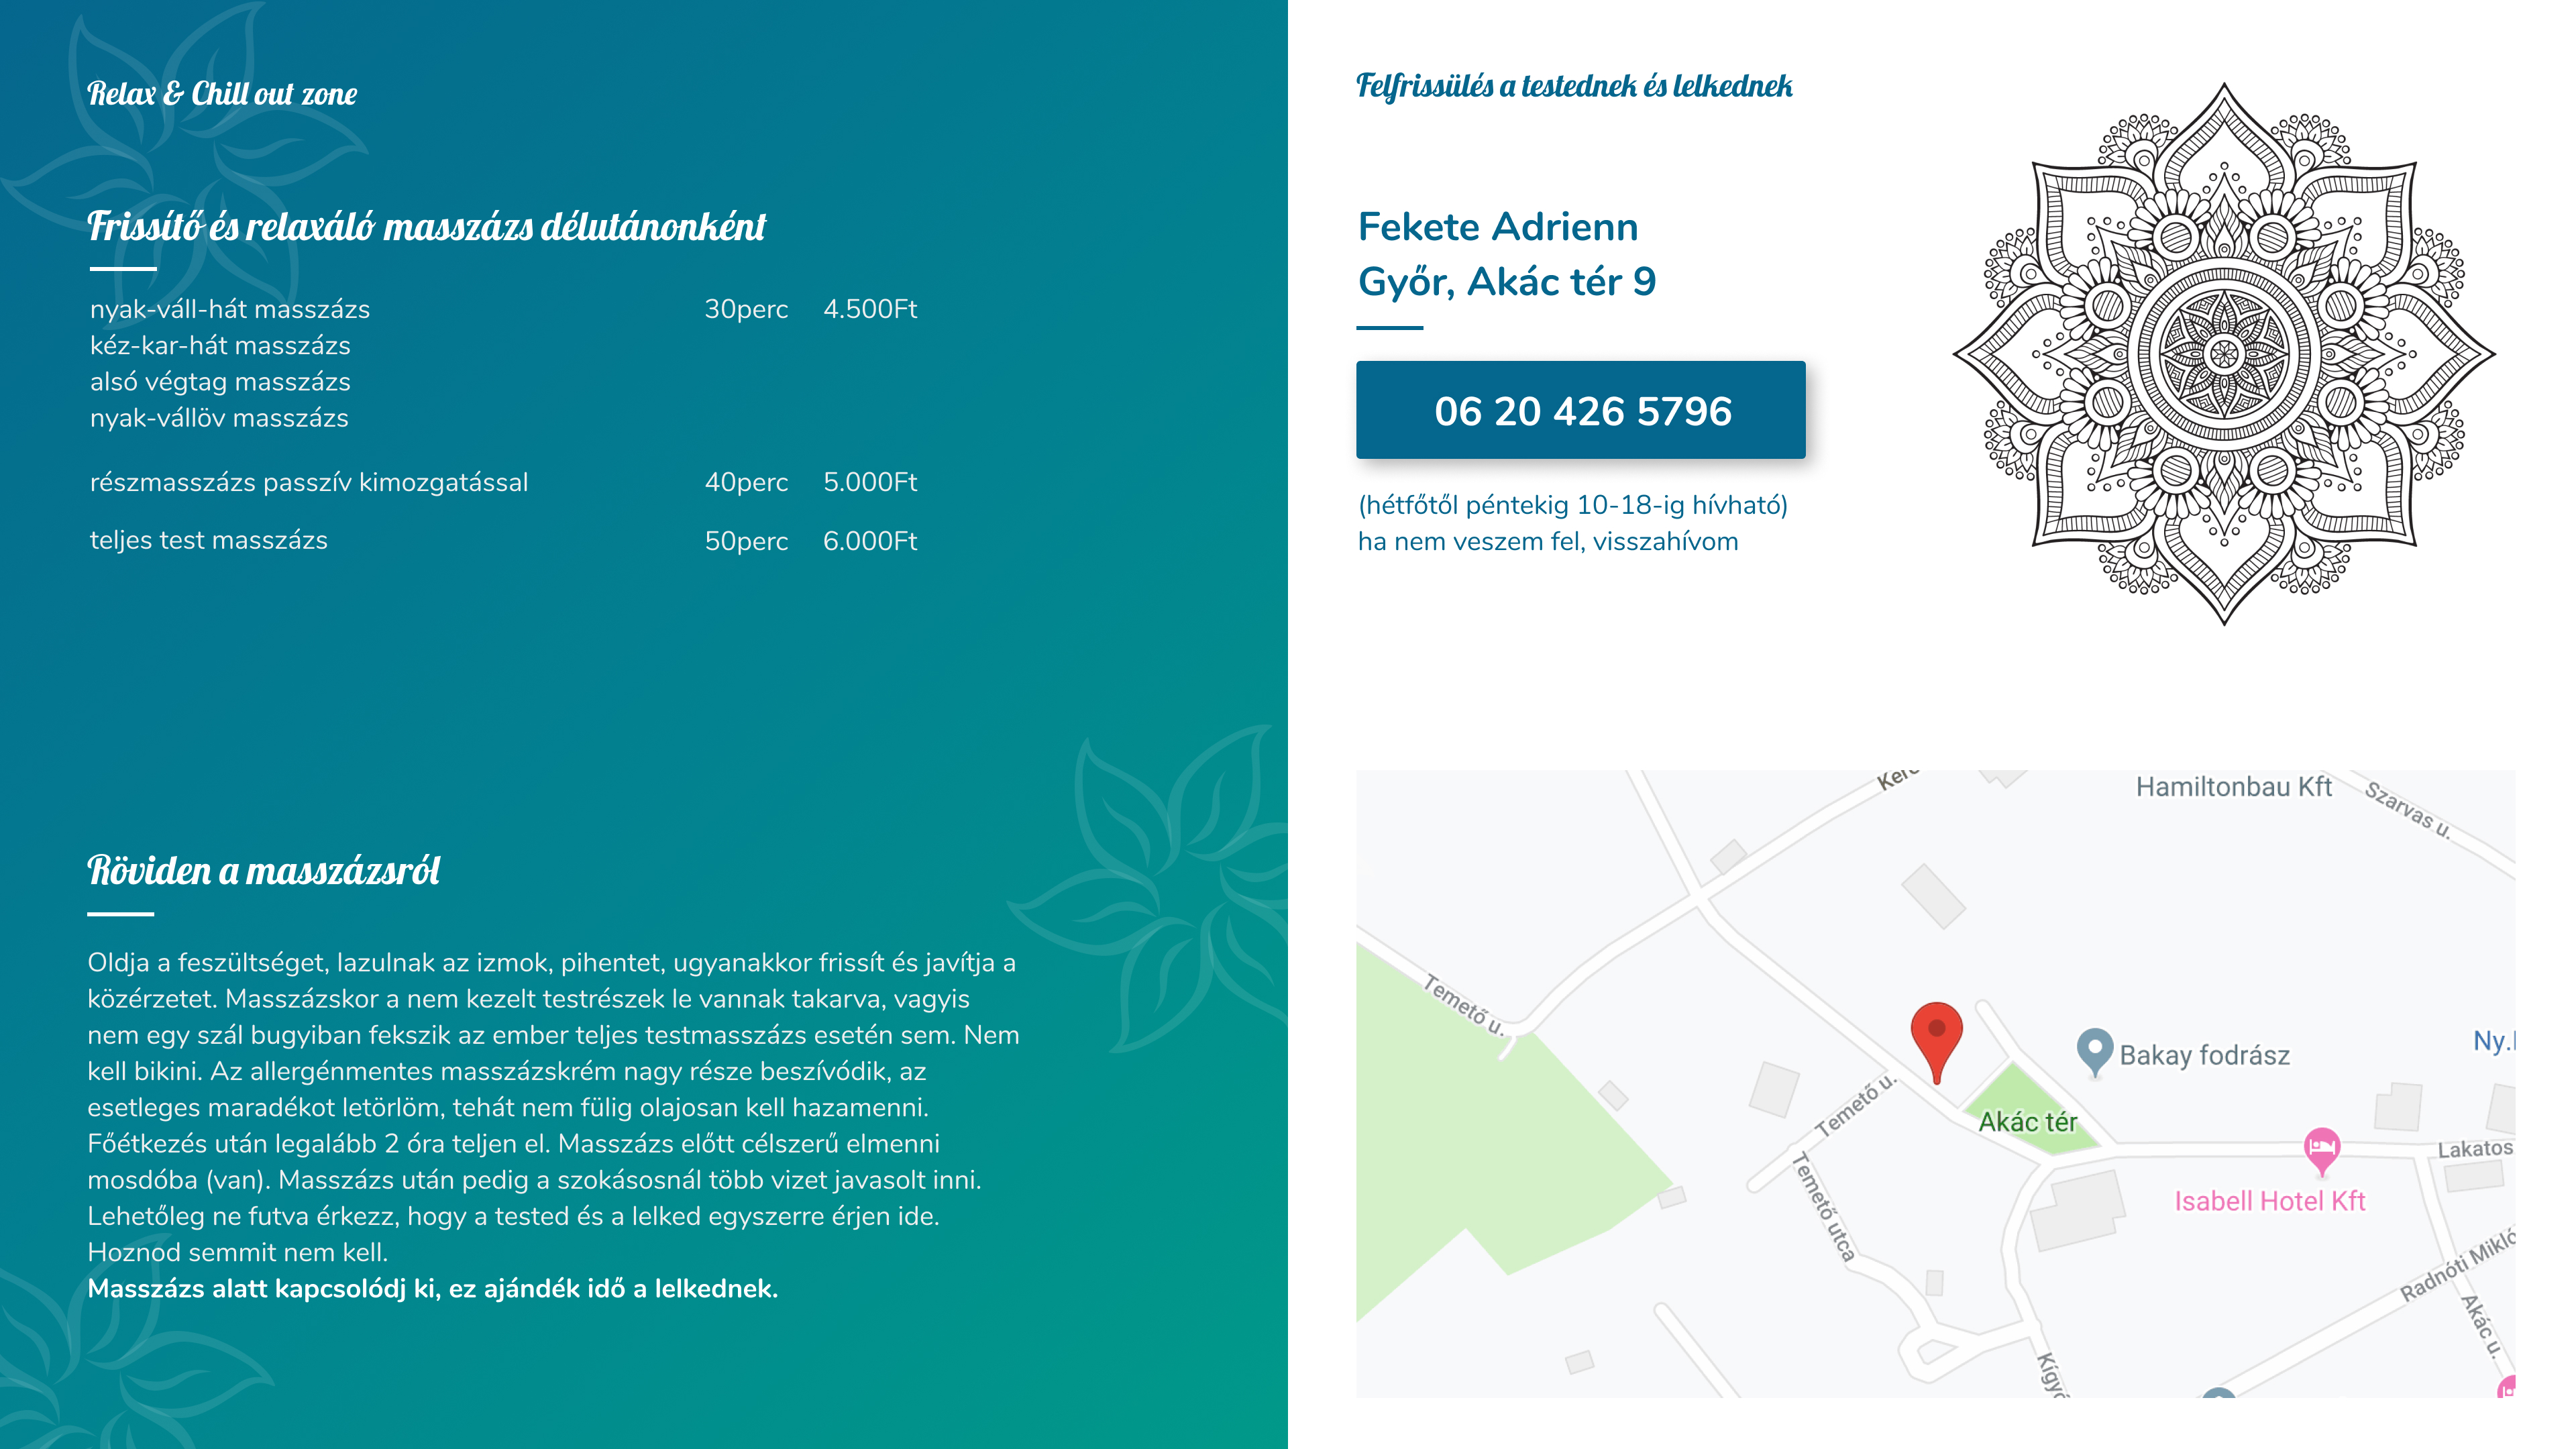 Relax & Chill out zone
Frissítő és relaxáló masszázs délutánonként
nyak-váll-hát masszázs 30perc 4.500Ft
kéz-kar-hát masszázs
alsó végtag masszázs
nyak-vállöv masszázs
részmasszázs passzív kimozgatással 40perc 5.000Ft
teljes test masszázs 50perc 6.000Ft
Röviden a masszázsról
Oldja a feszültséget, lazulnak az izmok, pihentet, ugyanakkor frissít és javítja a
közérzetet. Masszázskor a nem kezelt testrészek le vannak takarva, vagyis
nem egy szál bugyiban fekszik az ember teljes testmasszázs esetén sem. Nem
kell bikini. Az allergénmentes masszázskrém nagy része beszívódik, az
esetleges maradékot letörlöm, tehát nem fülig olajosan kell hazamenni.
Főétkezés után legalább 2 óra teljen el. Masszázs előtt célszerű elmenni
mosdóba (van). Masszázs után pedig a szokásosnál több vizet javasolt inni.
Lehetőleg ne futva érkezz, hogy a tested és a lelked egyszerre érjen ide.
Hoznod semmit nem kell.
Masszázs alatt kapcsolódj ki, ez ajándék idő a lelkednek.
Felfrissülés a testednek és lelkednek
Fekete Adrienn
Győr, Akác tér 9
06 20 426 5796
(hétfőtől péntekig 10-18-ig hívható)
ha nem veszem fel, visszahívom
Hamiltonbau Kft
Szarvas u.
Temető u.
Bakay fodrász
Ny.
Temető u.
Akác tér
Lakatos
Temető utca
Isabell Hotel Kft
Radnóti Mikló
Akác u.
Kígyó